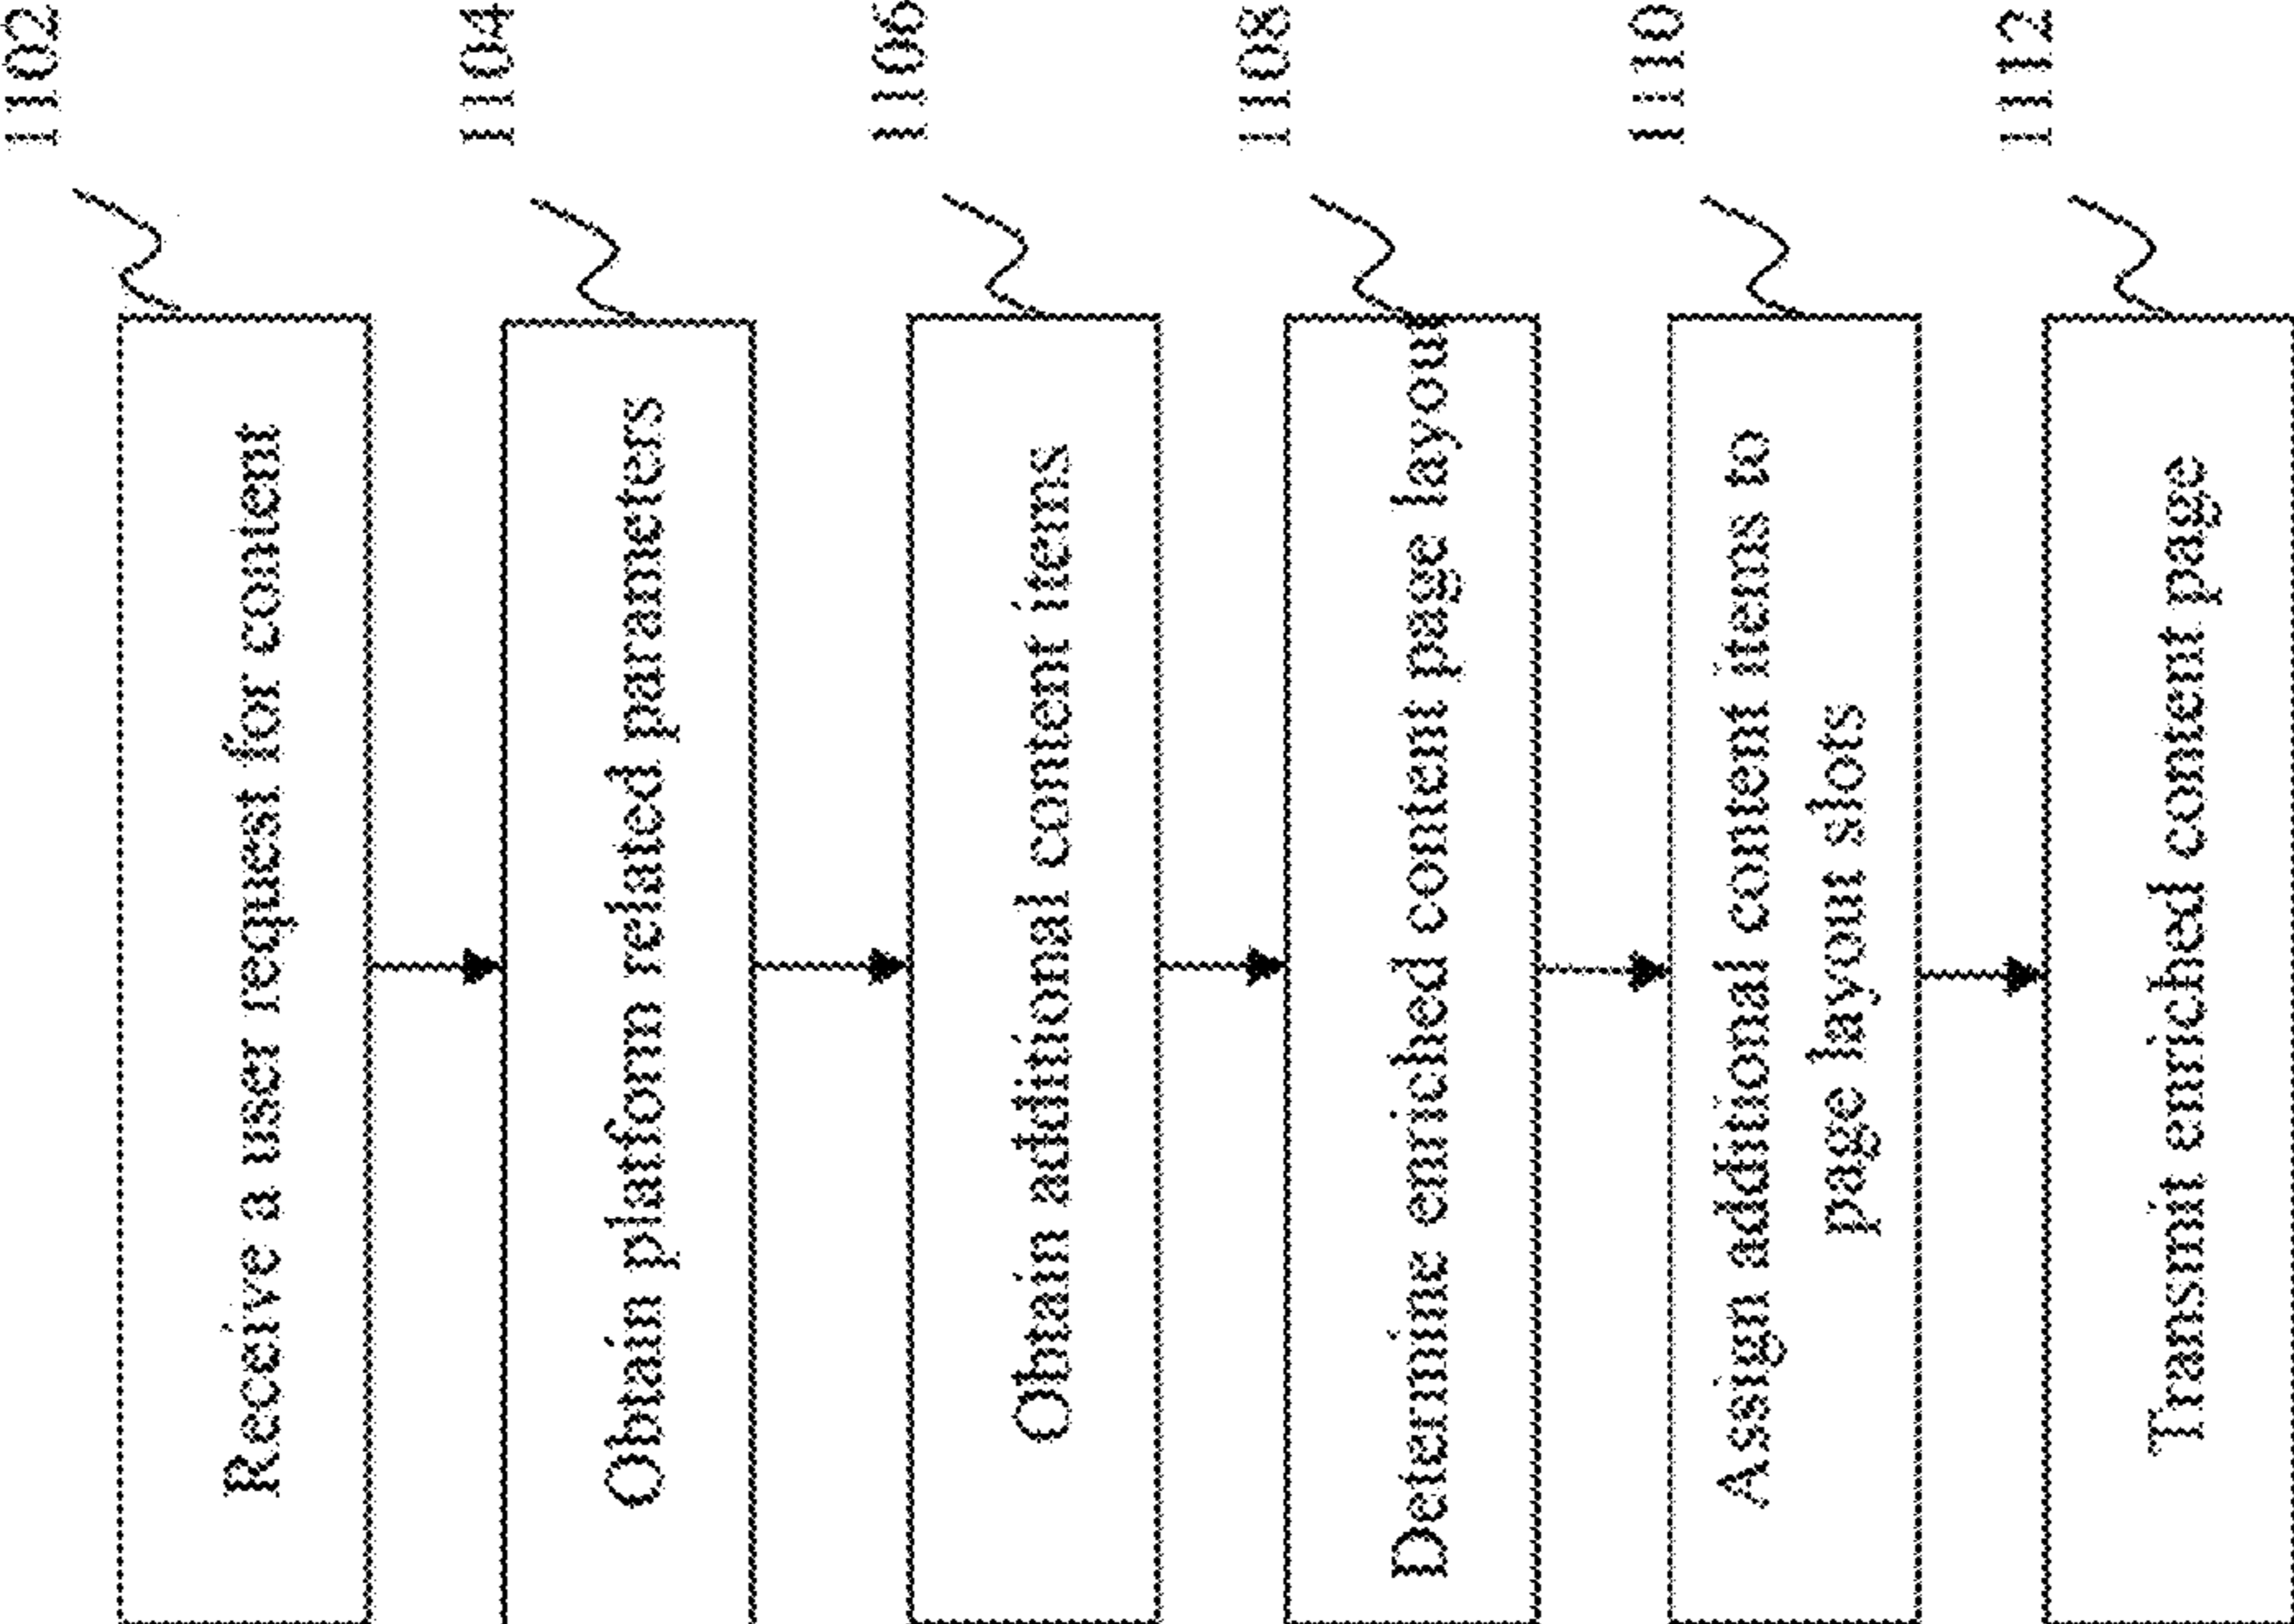 1102
Receive a user request for content
1104
Obtain platform related parameters
1106
Obtain additional content items
1108
Determine enriched content page layout
1110
Assign additional content items to
page layout slots
1112
Transmit enriched content page